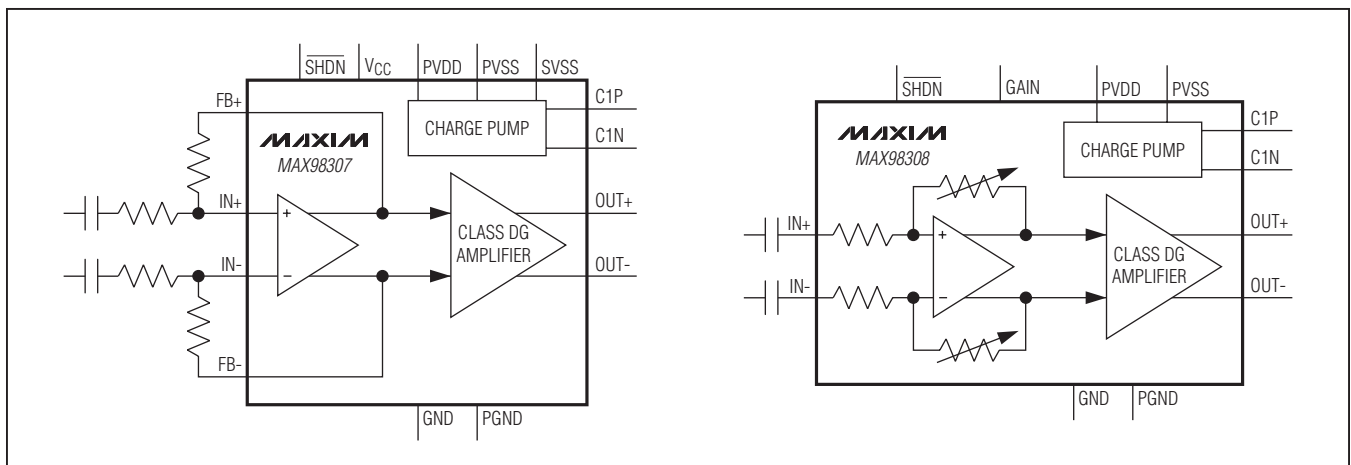 SHDN VCC PVDD PVSS SVSS
FB+
C1P
CHARGE PUMP
C1N
MAXIM
MAX98307
IN+
+
OUT+
CLASS DG
AMPLIFIER
IN-
−
OUT-
FB-
GND PGND
SHDN GAIN PVDD PVSS
C1P
MAXIM
CHARGE PUMP
MAX98308
C1N
IN+
+
OUT+
CLASS DG
AMPLIFIER
IN-
−
OUT-
GND PGND